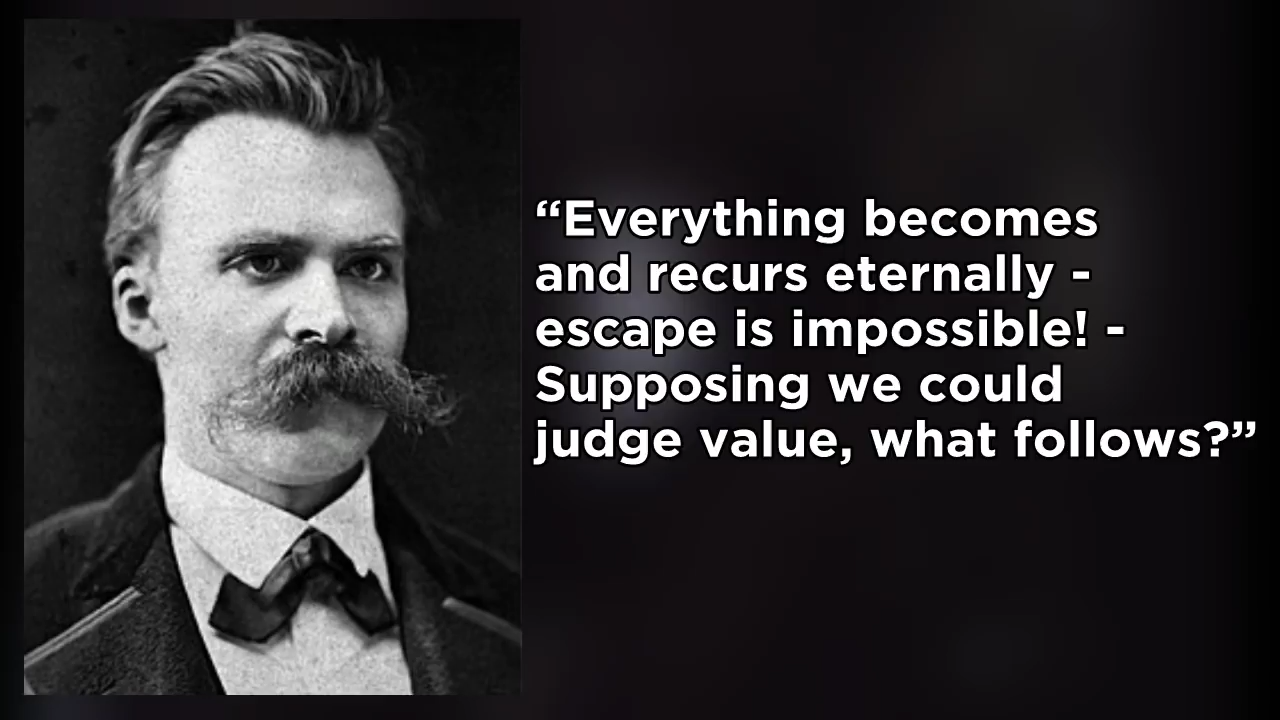 “Everything becomes
and recurs eternally -
escape is impossible! -
Supposing we could
judge value, what follows?”